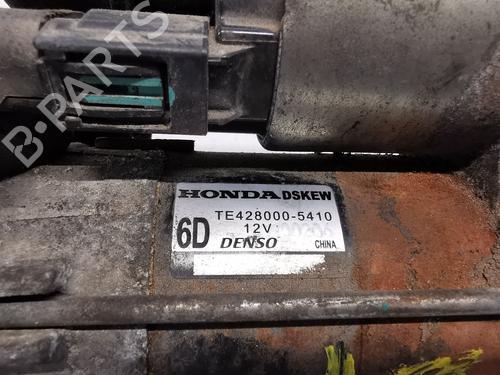 B-PARTS
HONDA DSKEW
TE428000-5410
6D 12V
DENSO CHINA